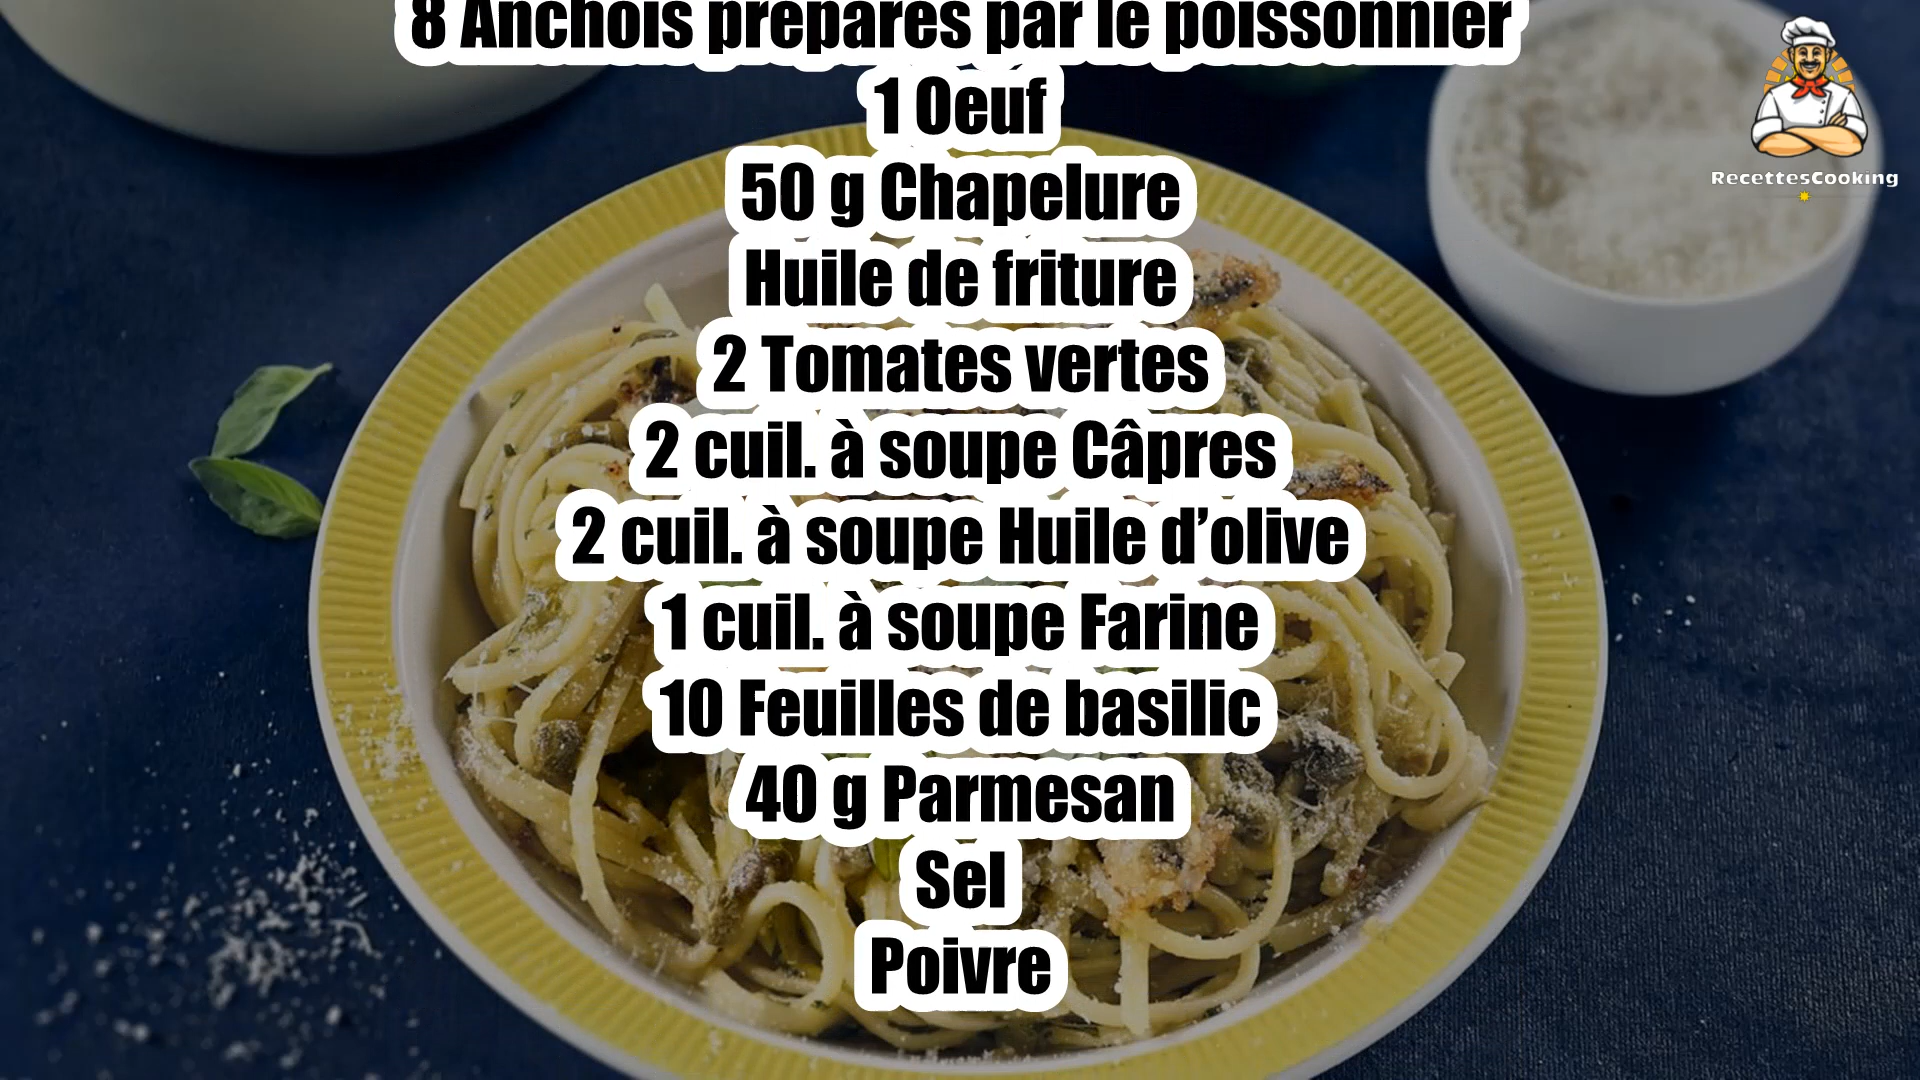 8 Anchois préparés par le poissonnier
1 Oeuf
50 g Chapelure
Huile de friture
2 Tomates vertes
2 cuil. à soupe Câpres
2 cuil. à soupe Huile d’olive
1 cuil. à soupe Farine
10 Feuilles de basilic
40 g Parmesan
Sel
Poivre
RecettesCooking